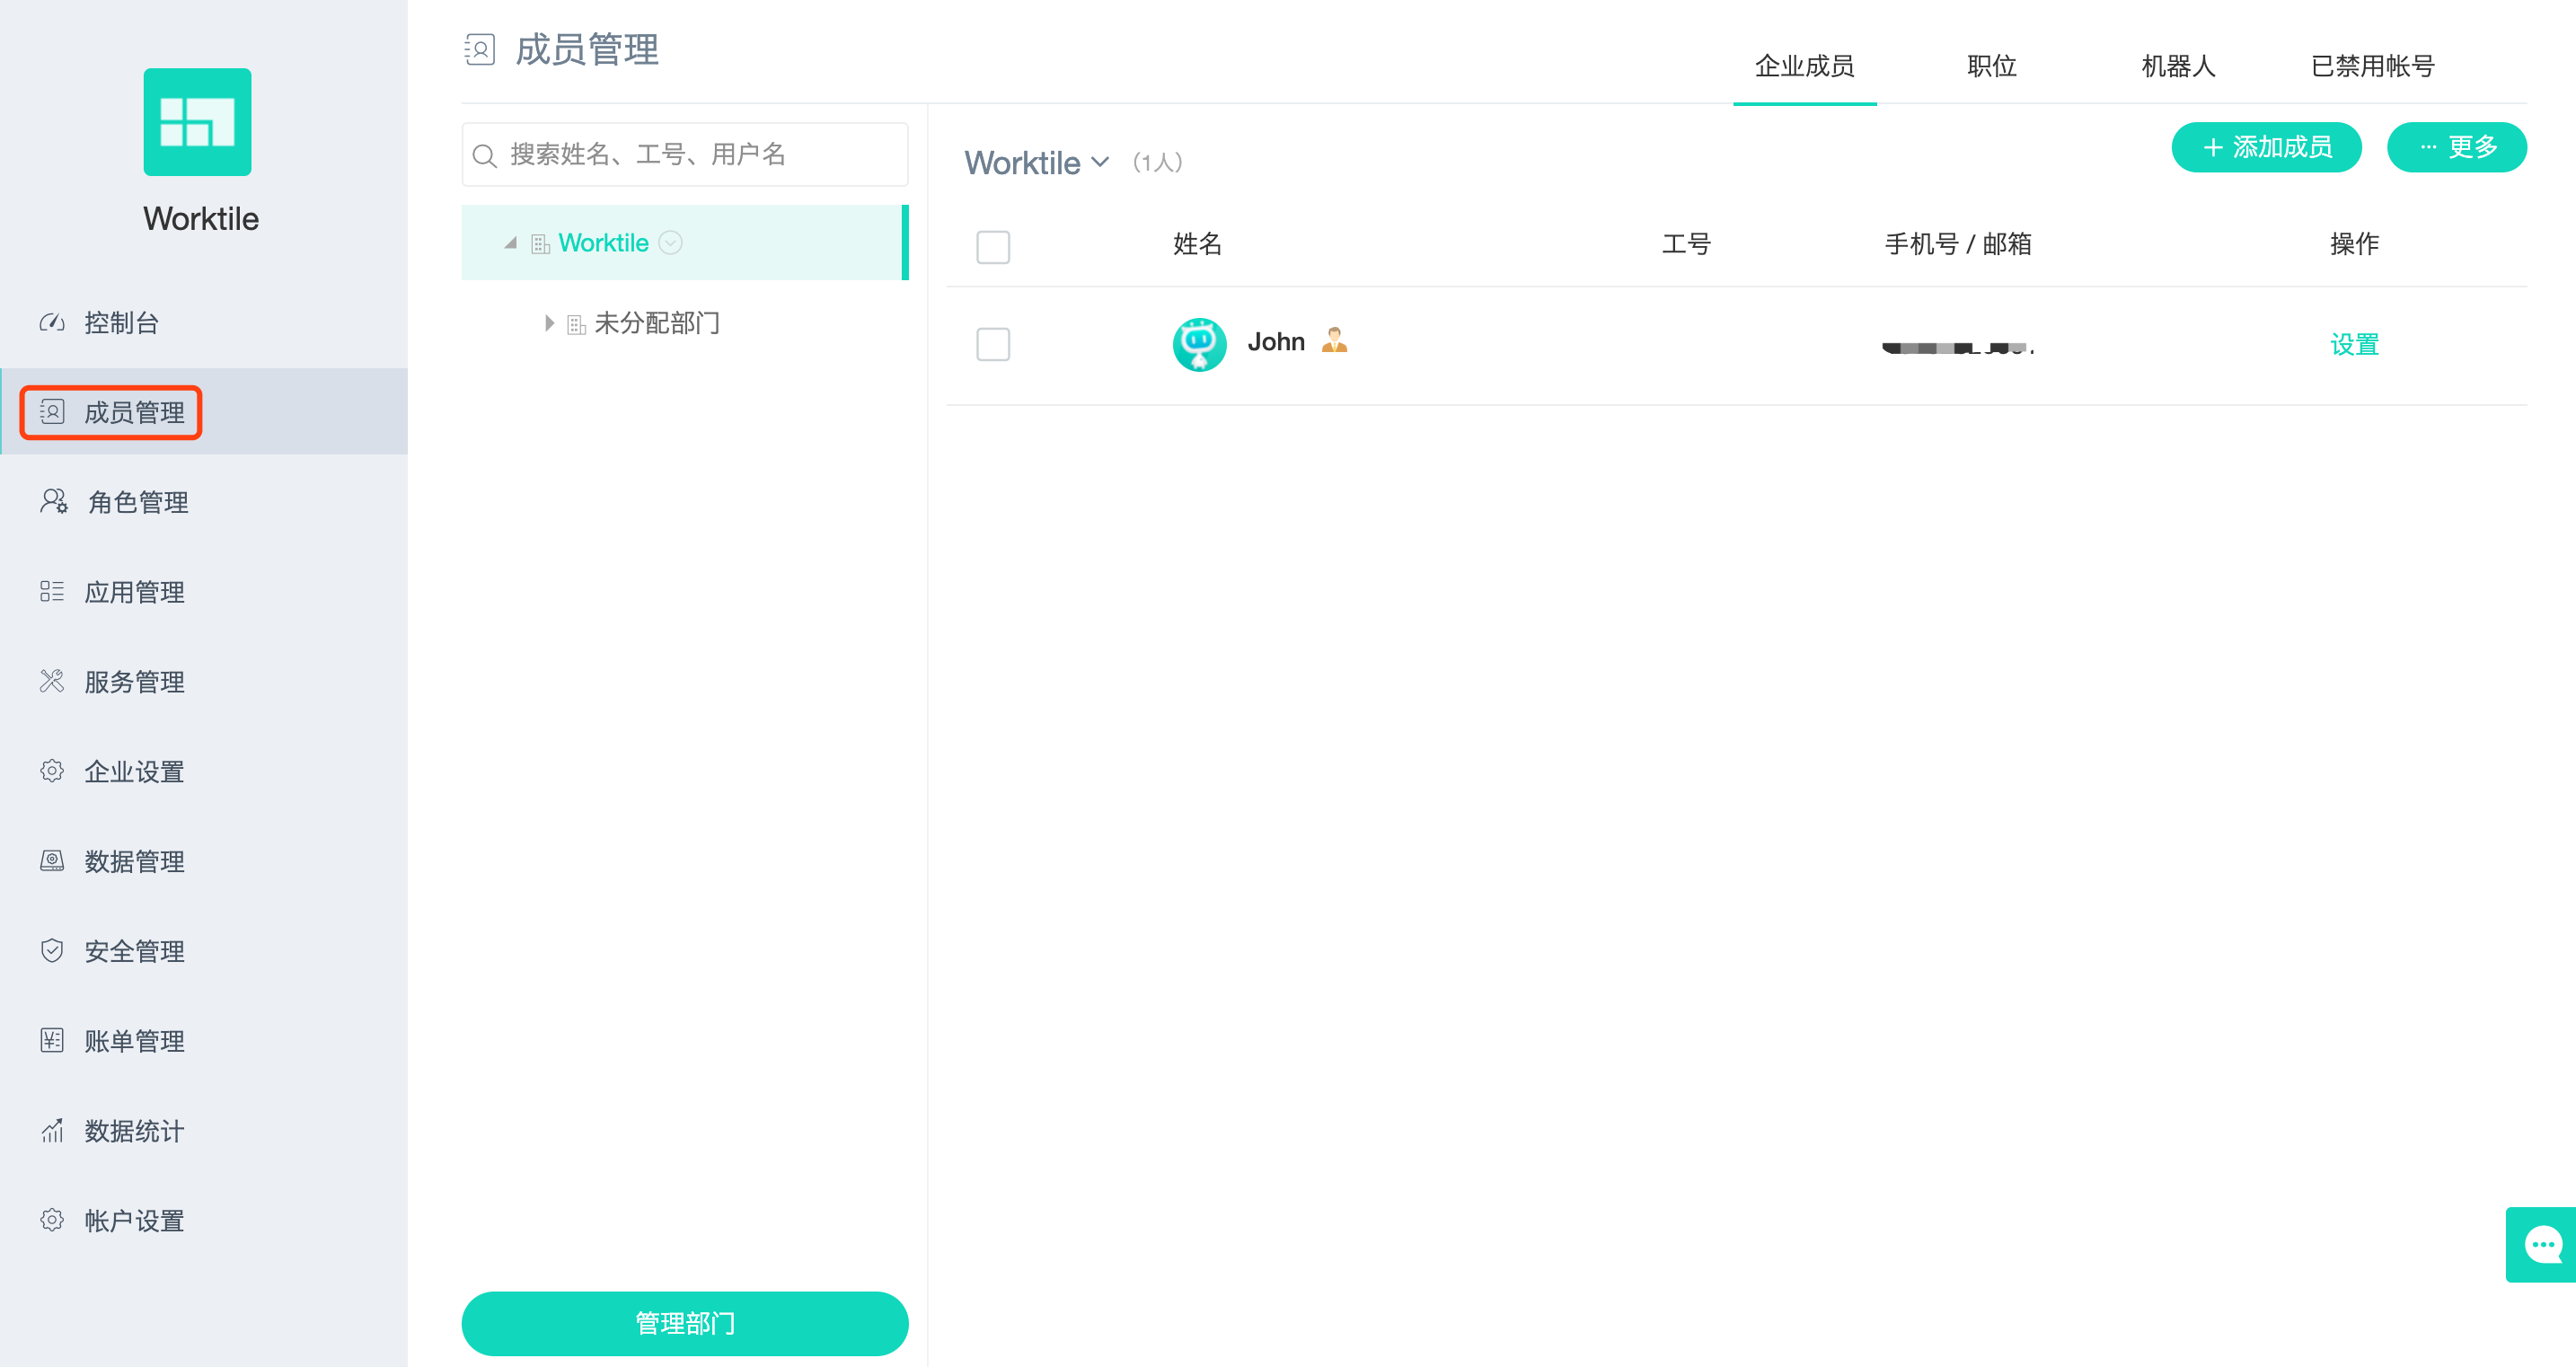 Worktile
控制台
成员管理
角色管理
应用管理
服务管理
企业设置
数据管理
安全管理
账单管理
数据统计
帐户设置
成员管理
企业成员
职位
机器人
已禁用帐号
搜索姓名、工号、用户名
Worktile
未分配部门
管理部门
Worktile (1人)
+ 添加成员
··· 更多
姓名 工号 手机号 / 邮箱 操作
John 设置